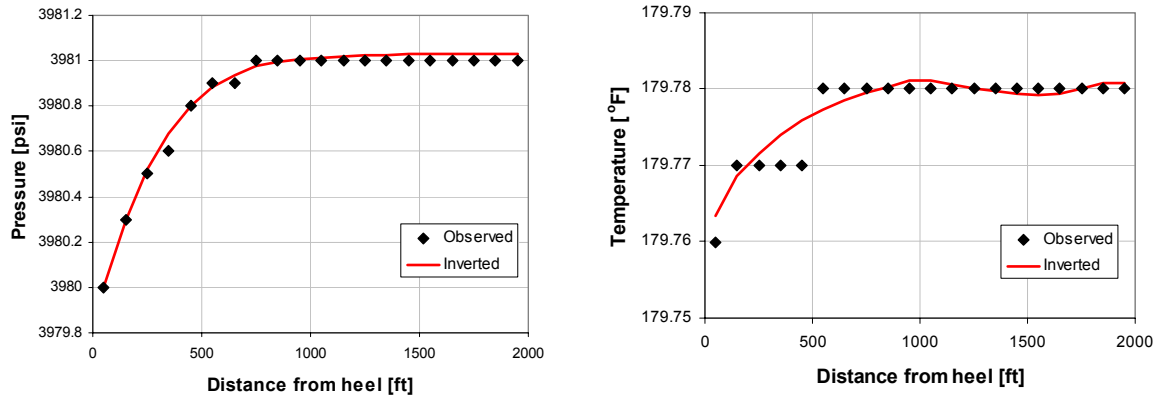 3981.2
3981
3980.8
3980.6
3980.4
3980.2
3980
3979.8
Pressure [psi]
0 500 1000 1500 2000
Distance from heel [ft]
Observed
Inverted
179.79
179.78
179.77
179.76
179.75
Temperature [ °F]
0 500 1000 1500 2000
Distance from heel [ft]
Observed
Inverted